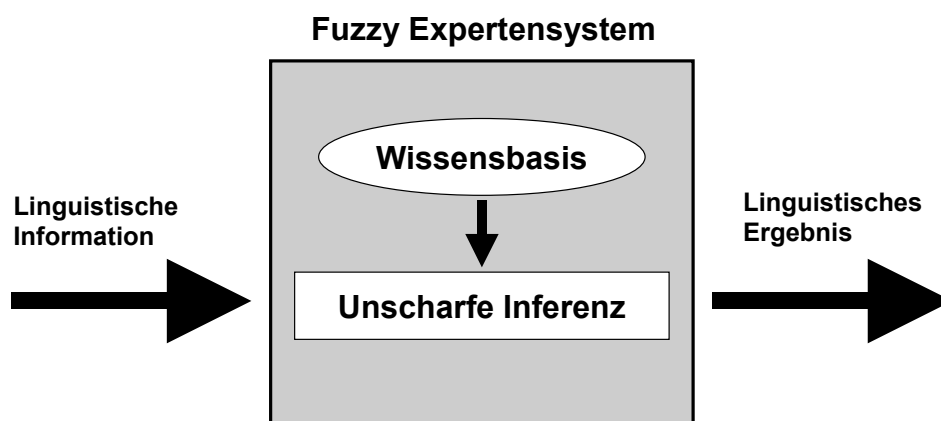 Fuzzy Expertensystem
Wissensbasis
Linguistische
Information
Linguistisches
Ergebnis
Unscharfe Inferenz